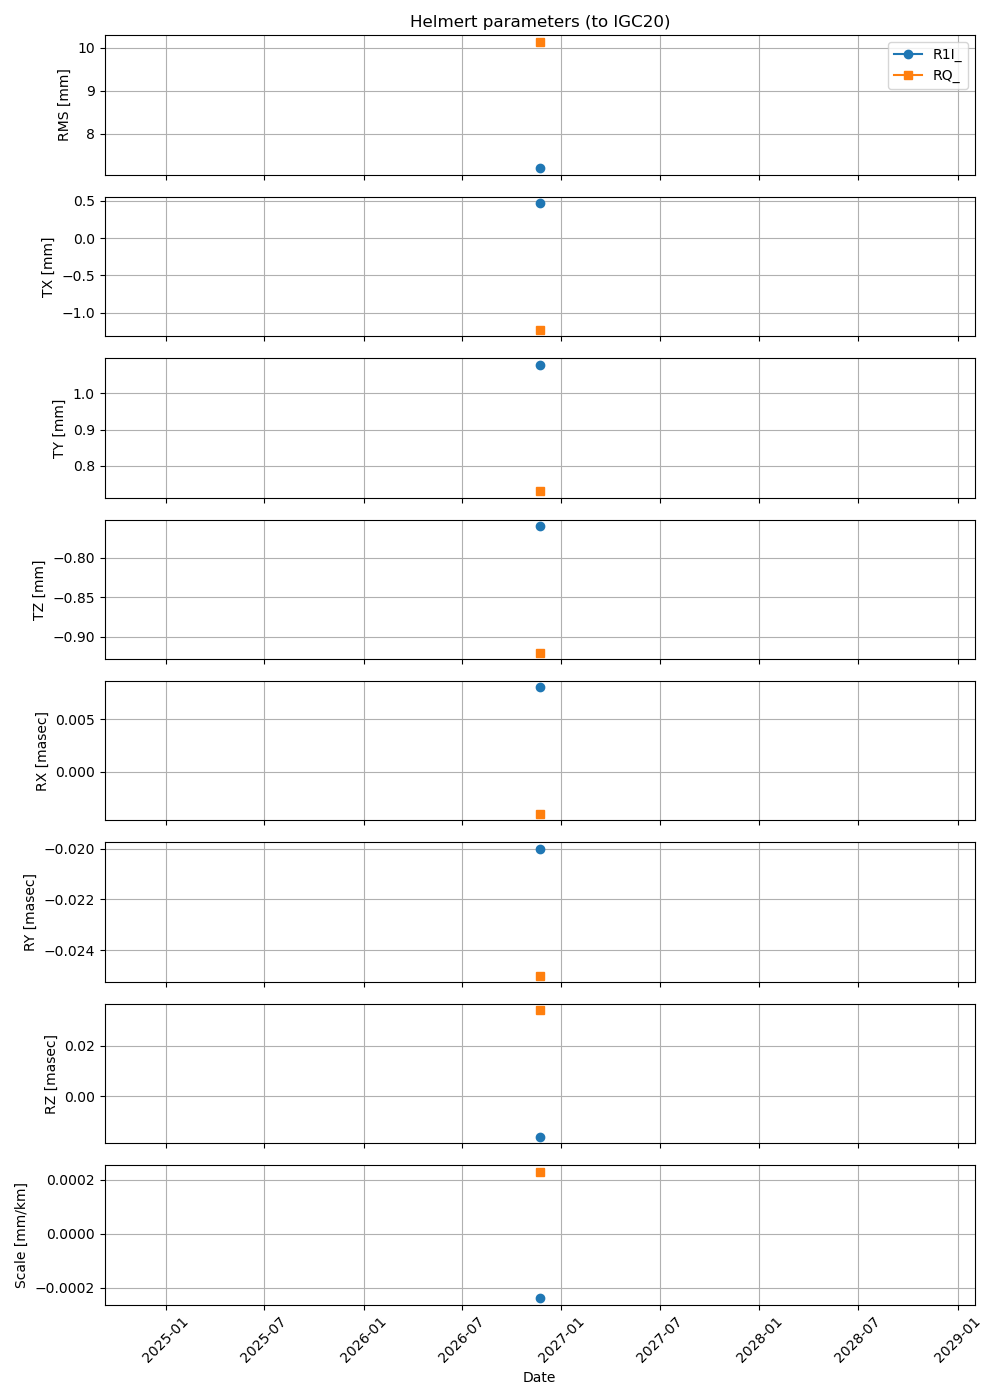 Helmert parameters (to IGC20)
RMS [mm]
10
9
8
R1I_
RQ_
TX [mm]
0.5
0.0
−0.5
−1.0
TY [mm]
1.0
0.9
0.8
TZ [mm]
−0.80
−0.85
−0.90
RX [masec]
0.005
0.000
RY [masec]
−0.020
−0.022
−0.024
RZ [masec]
0.02
0.00
Scale [mm/km]
0.0002
0.0000
−0.0002
2025-01
2025-07
2026-01
2026-07
2027-01
2027-07
2028-01
2028-07
2029-01
Date